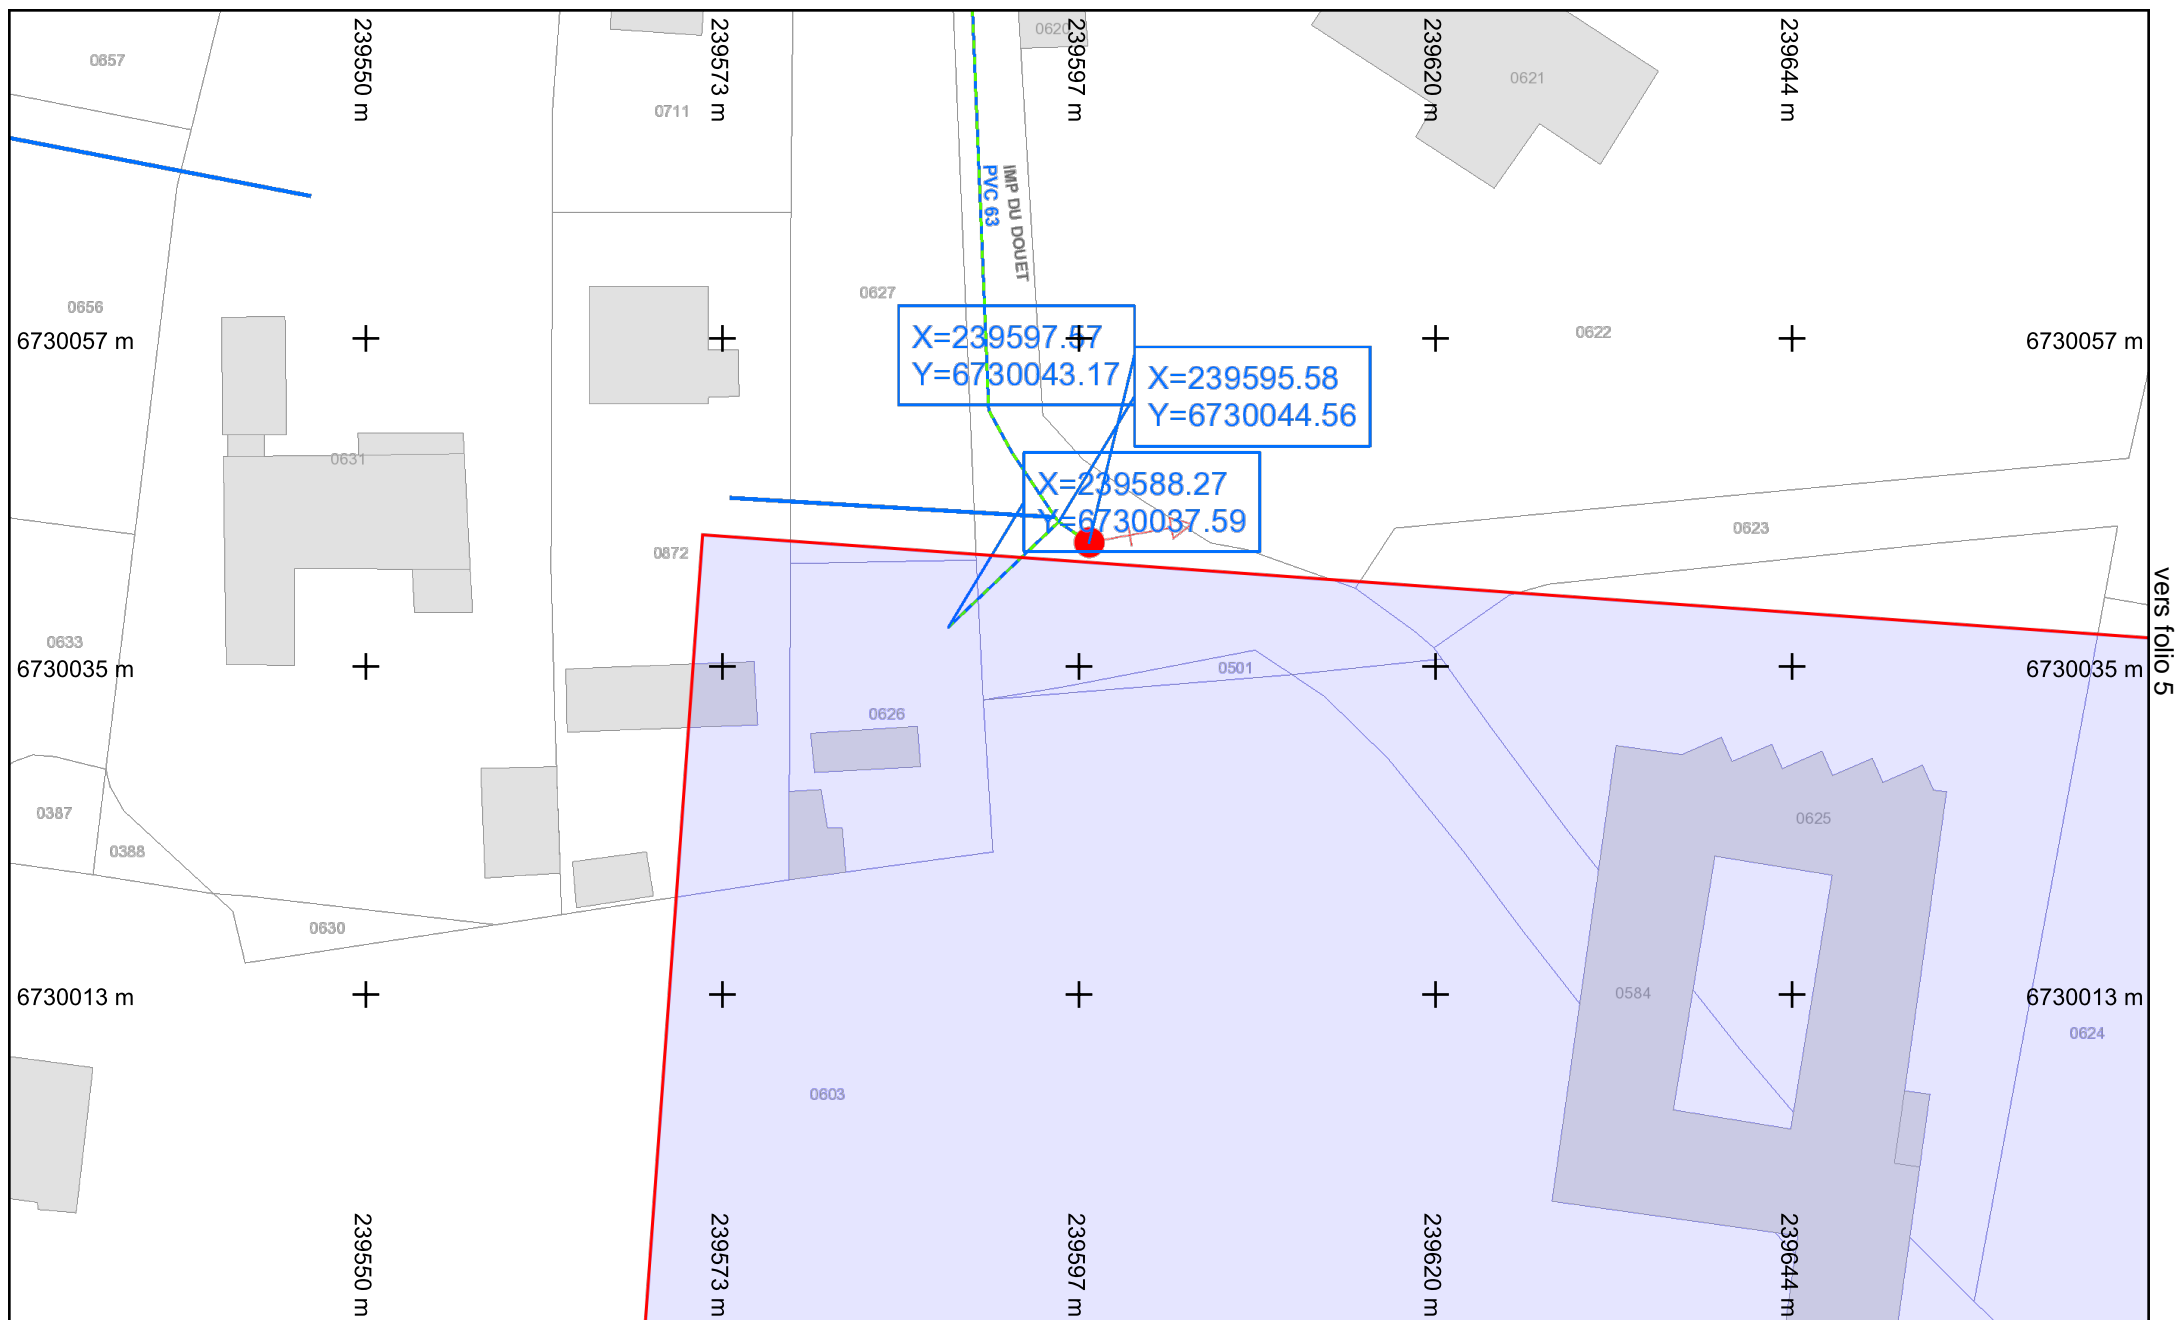 239550 m
239573 m
239597 m
239620 m
239644 m
0657
0620
0621
0711
PVC 63
IMP DU DOUET
0656
0627
0622
6730057 m
6730057 m
X=239597.57
Y=6730043.17
X=239595.58
Y=6730044.56
0631
X=239588.27
Y=6730037.59
0872
0623
0633
6730035 m
0501
6730035 m
vers folio 5
0626
0387
0388
0625
0630
6730013 m
0584
6730013 m
0624
0603
239550 m
239573 m
239597 m
239620 m
239644 m